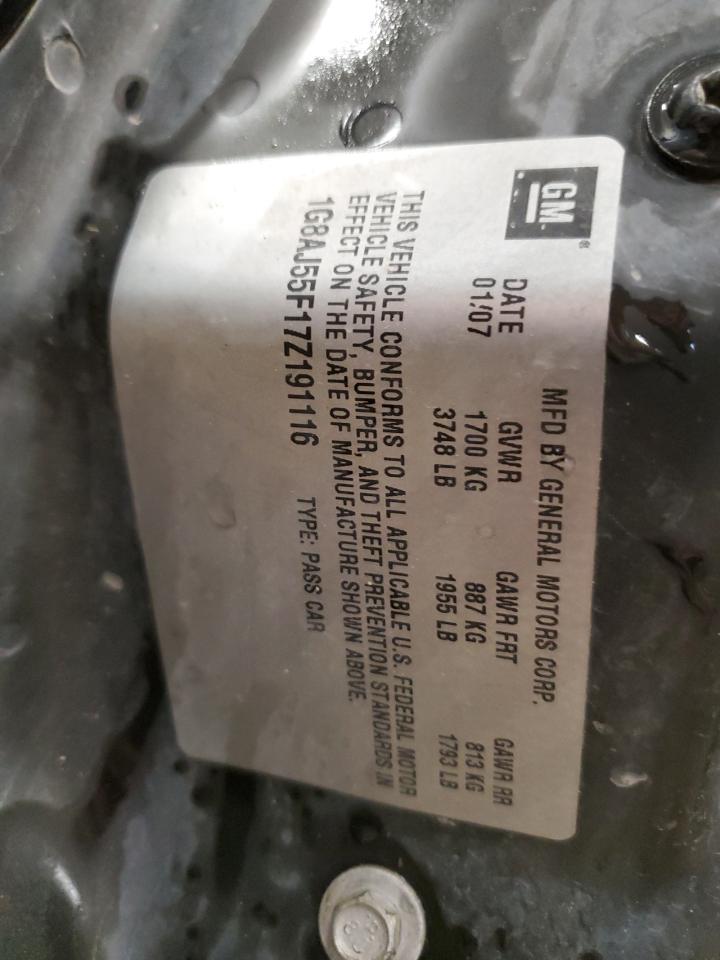 GM
®
MFD BY GENERAL MOTORS CORP.
DATE GVWR GAWR FRT GAWR RR
01/07 1700 KG 887 KG 813 KG
3748 LB 1955 LB 1793 LB
THIS VEHICLE CONFORMS TO ALL APPLICABLE U.S. FEDERAL MOTOR
VEHICLE SAFETY, BUMPER, AND THEFT PREVENTION STANDARDS IN
EFFECT ON THE DATE OF MANUFACTURE SHOWN ABOVE.
1G8AJ55F17Z191116 TYPE: PASS CAR